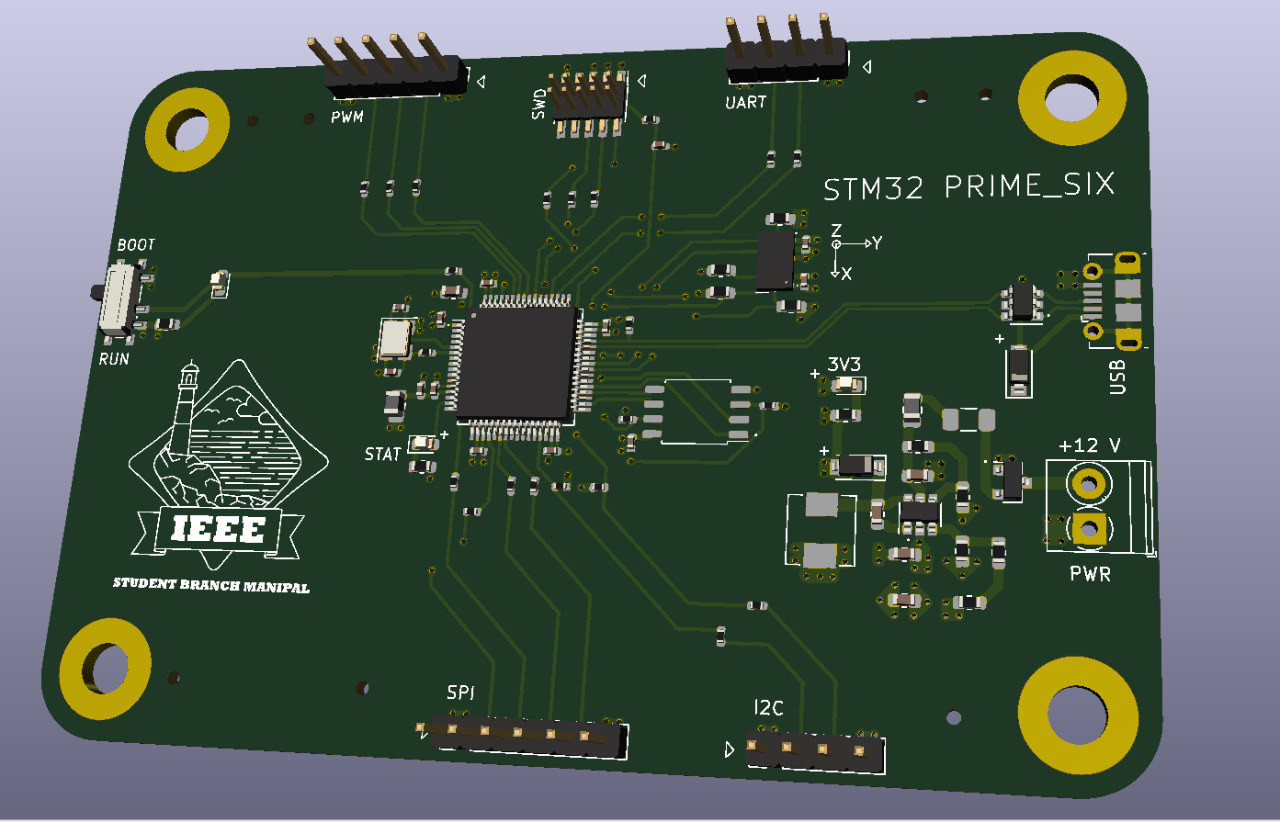 PWM
SWD
UART
STM32 PRIME_SIX
BOOT
Z
Y
X
RUN
USB
+
3V3
+
+
STAT
+
+12 V
PWR
IEEE
STUDENT BRANCH MANIPAL
SPI
I2C